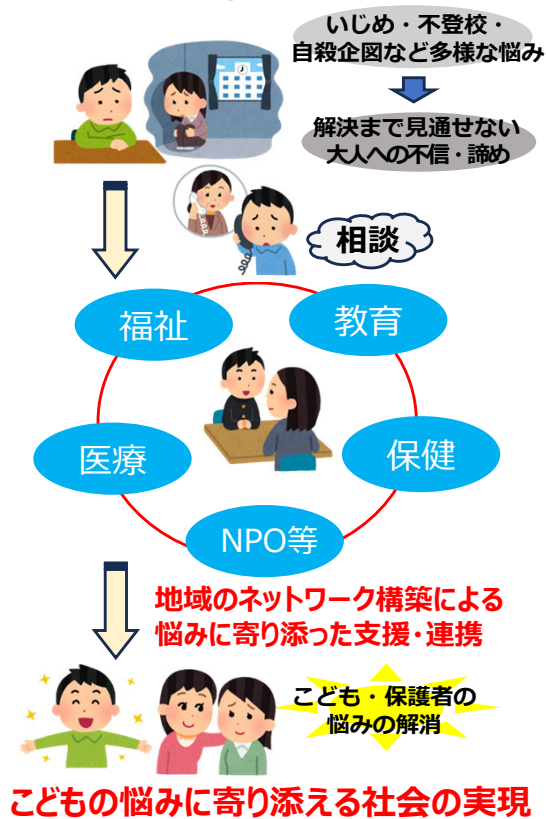 いじめ・不登校・
自殺企図など多様な悩み
解決まで見通せない
大人への不信・諦め
相談
福祉
教育
医療
保健
NPO等
地域のネットワーク構築による
悩みに寄り添った支援・連携
こども・保護者の
悩みの解消
こどもの悩みに寄り添える社会の実現